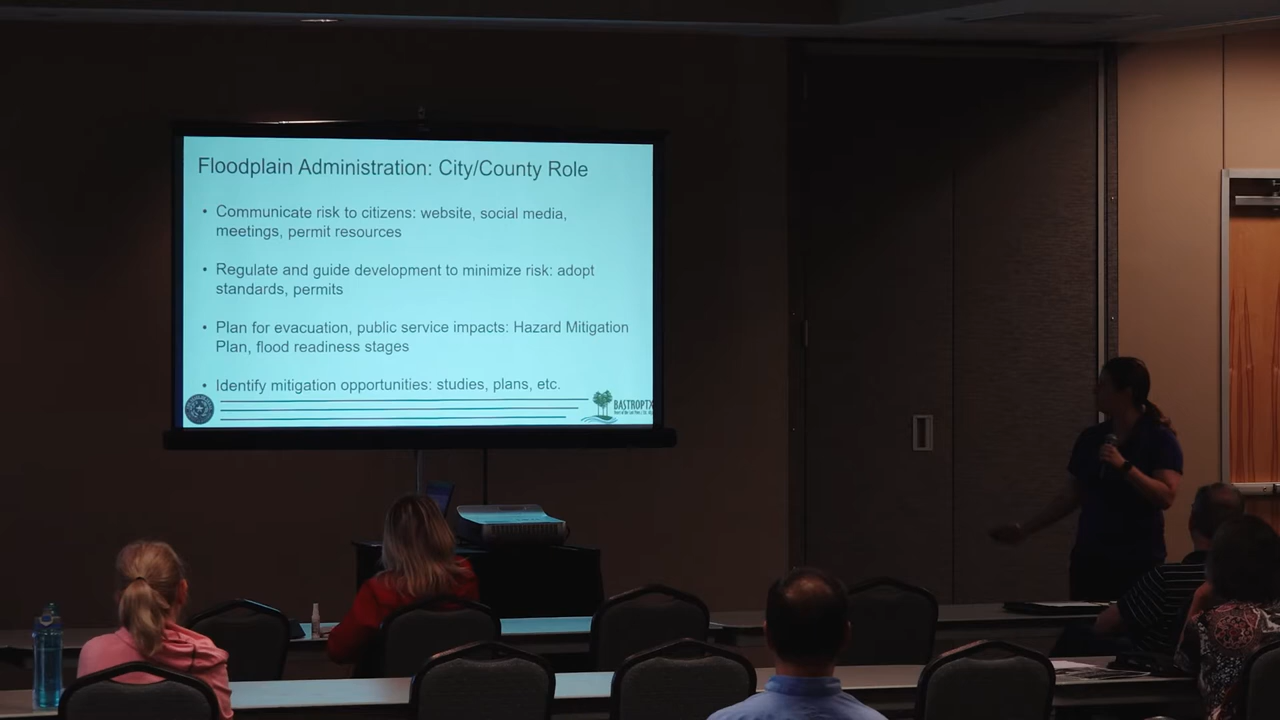 Floodplain Administration: City/County Role
• Communicate risk to citizens: website, social media,
meetings, permit resources
• Regulate and guide development to minimize risk: adopt
standards, permits
• Plan for evacuation, public service impacts: Hazard Mitigation
Plan, flood readiness stages
• Identify mitigation opportunities: studies, plans, etc.
BASTROPTX